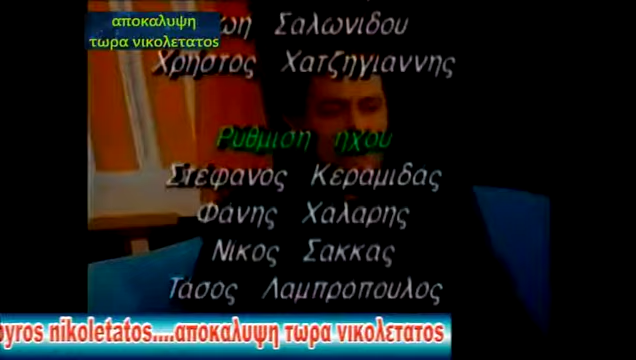 αποκαλυψη
τωρα νικολετατος
Σαλωνιδου
Χρηστος Χατζηγιαννης
Ρυθμιση ηχου
Στεφανος Κεραμιδας
Φανης Χαλαρης
Νικος Σακκας
Τασος Λαμπροπουλος
pyros nikoletatos....αποκαλυψη τωρα νικολετατος